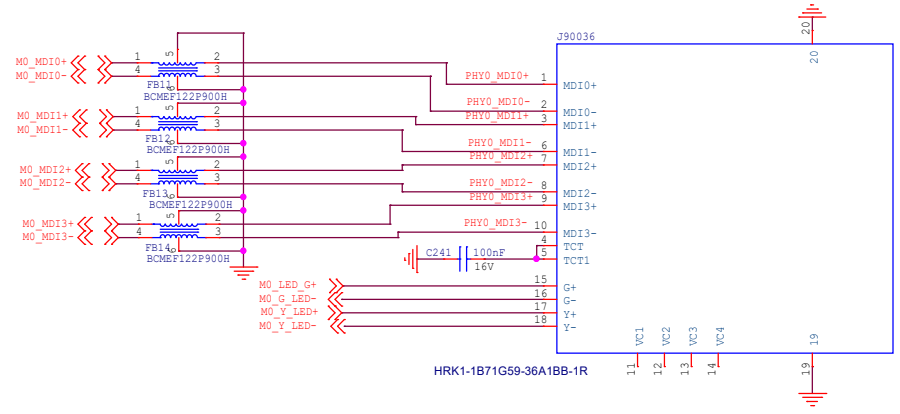 20
J90036
20
M0_MDI0+ 1 5 2
M0_MDI0- 4 3 PHY0_MDI0+ 1 MDI0+
FB11 6
BCMEF122P900H PHY0_MDI0- 2 MDI0-
M0_MDI1+ 1 5 2 PHY0_MDI1+ 3 MDI1+
M0_MDI1- 4 3
FB12 6 PHY0_MDI1- 6 MDI1-
BCMEF122P900H PHY0_MDI2+ 7 MDI2+
M0_MDI2+ 1 5 2
M0_MDI2- 4 3 PHY0_MDI2- 8 MDI2-
FB13 6 PHY0_MDI3+ 9 MDI3+
BCMEF122P900H
M0_MDI3+ 1 5 2 PHY0_MDI3- 10 MDI3-
M0_MDI3- 4 3 4 TCT
FB14 6 C241 100nF 5 TCT1
BCMEF122P900H 16V
M0_LED_G+ 15 G+
M0_G_LED- 16 G-
M0_Y_LED+ 17 Y+
M0_Y_LED- 18 Y-
VC1 VC2 VC3 VC4 19
11 12 13 14 19
HRK1-1B71G59-36A1BB-1R